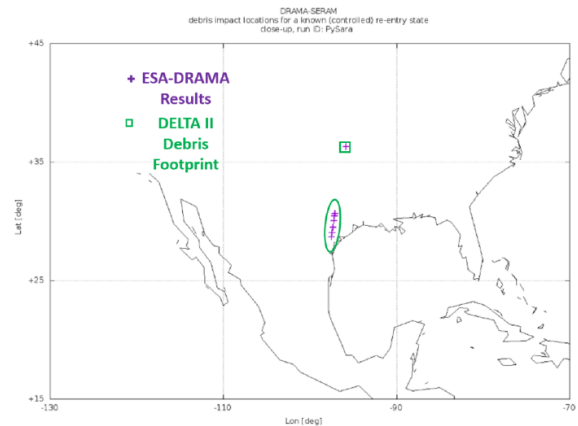 DRAMA-SERAM
debris impact locations for a known (controlled) re-entry state
close-up, run ID: PySara
+45
+35
+25
+15
Lat [deg]
ESA-DRAMA
Results
DELTA II
Debris
Footprint
-130
-110
-90
-70
Lon [deg]